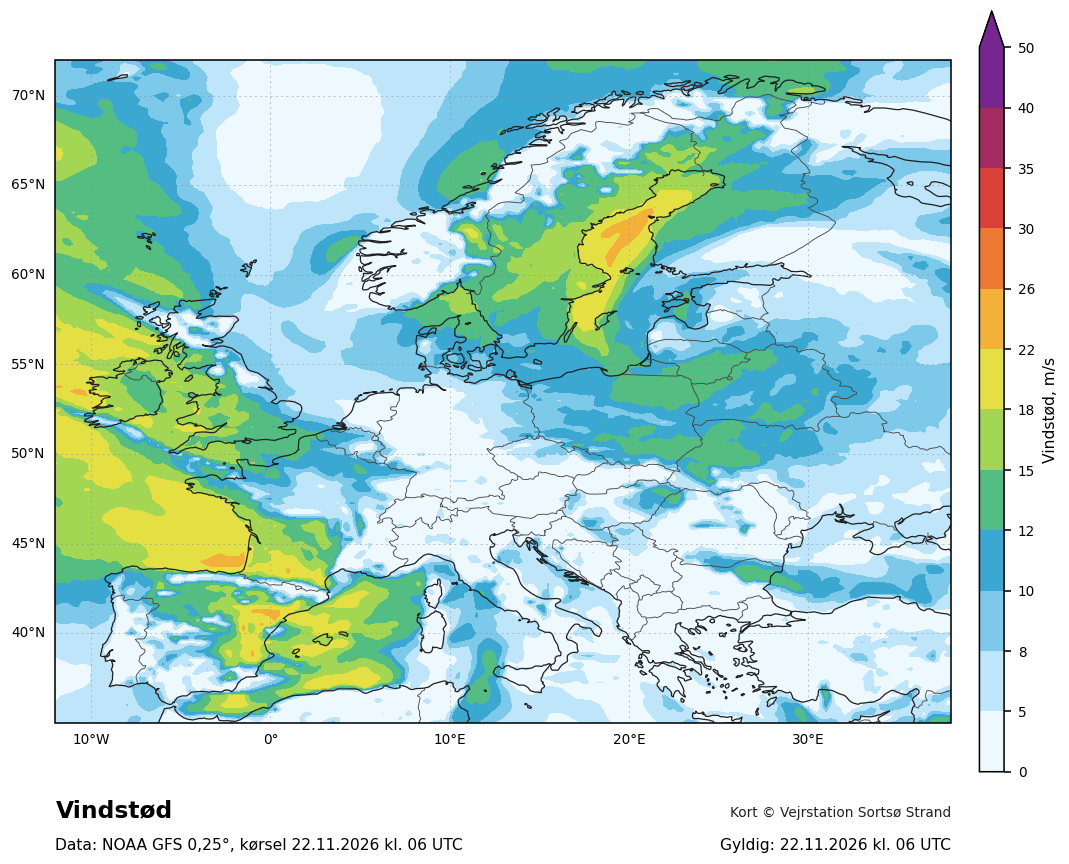 70°N
65°N
60°N
55°N
50°N
45°N
40°N
10°W
0°
10°E
20°E
30°E
50
40
35
30
26
22
18
15
12
10
8
5
0
Vindstød, m/s
Vindstød
Kort © Vejrstation Sortsø Strand
Data: NOAA GFS 0,25°, kørsel 22.11.2026 kl. 06 UTC
Gyldig: 22.11.2026 kl. 06 UTC